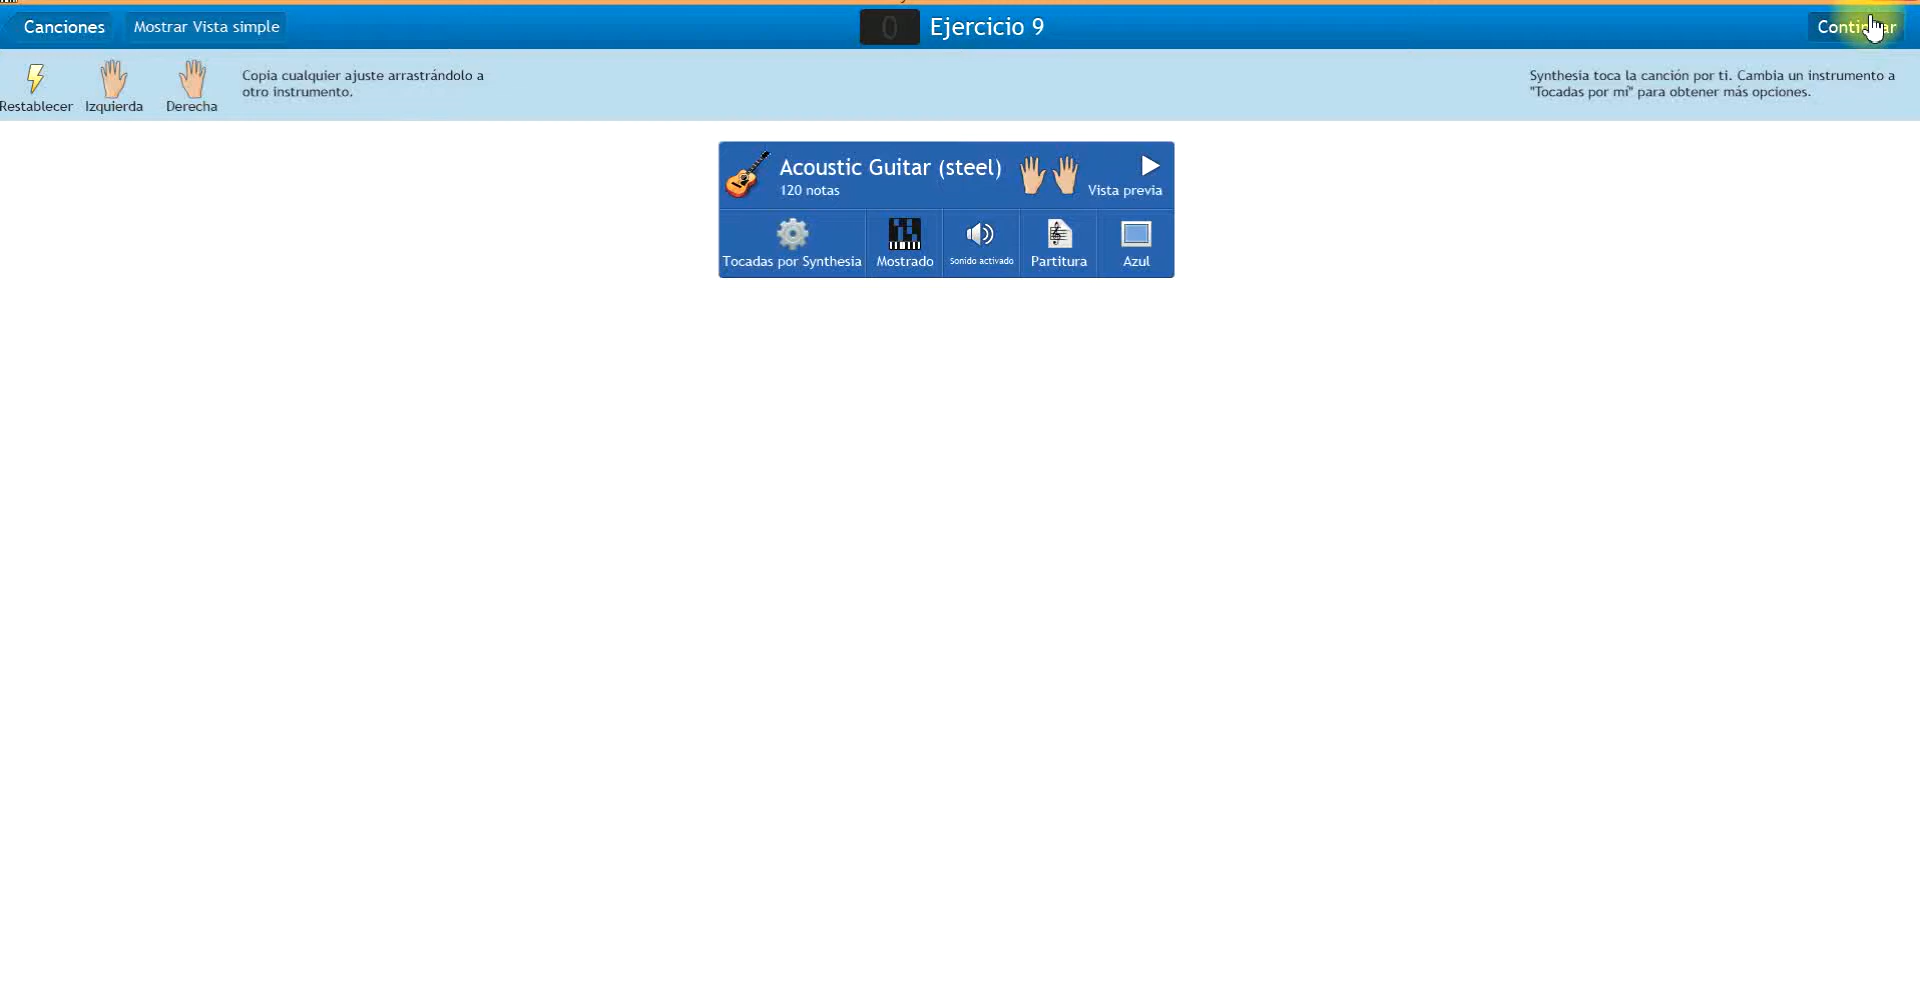 Canciones
Mostrar Vista simple
0
Ejercicio 9
Restablecer
Izquierda
Derecha
Copia cualquier ajuste arrastrándolo a
otro instrumento.
Synthesia toca la canción por ti. Cambia un instrumento a
"Tocadas por mí" para obtener más opciones.
Acoustic Guitar (steel)
120 notas
Vista previa
Tocadas por Synthesia
Mostrado
Sonido activado
Partitura
Azul